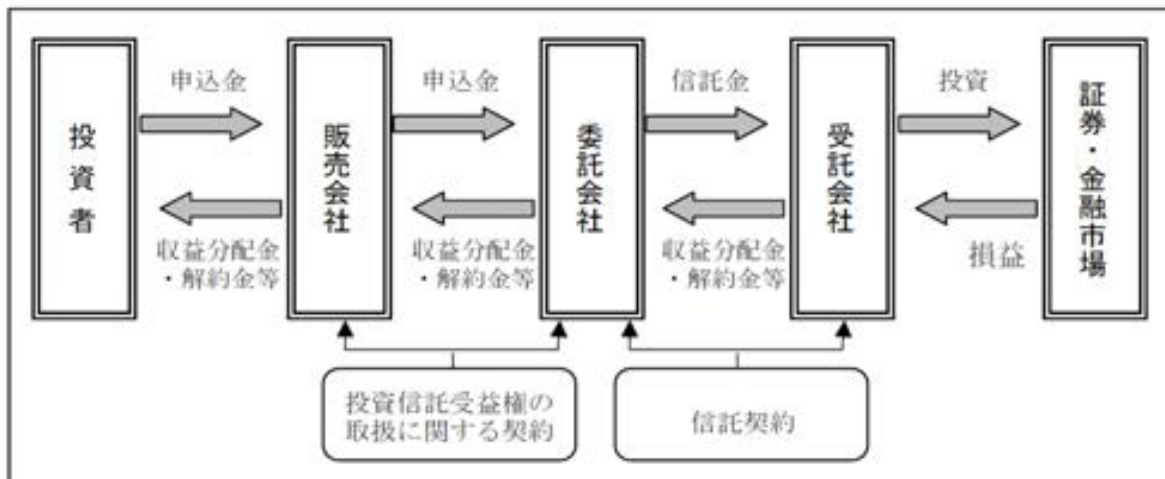 申込金
申込金
信託金
投資
投資者
販売会社
委託会社
受託会社
証券・金融市場
収益分配金
・解約金等
収益分配金
・解約金等
収益分配金
・解約金等
損益
投資信託受益権の
取扱に関する契約
信託契約